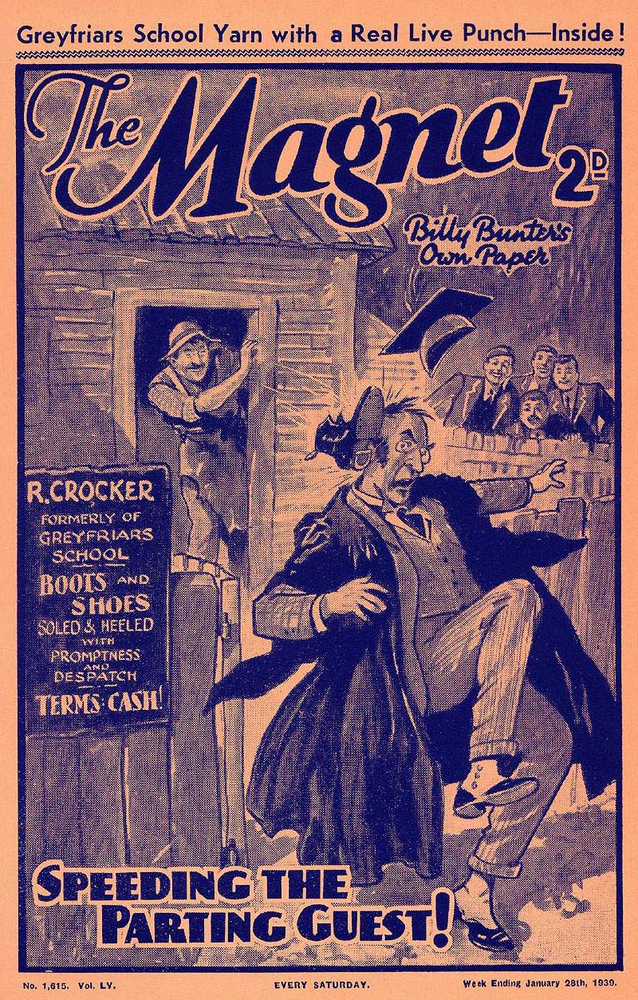 Greyfriars School Yarn with a Real Live Punch—Inside!
The Magnet 2D
Billy Bunter's
Own Paper
R. CROCKER
FORMERLY OF
GREYFRIARS
SCHOOL
BOOTS AND
SHOES
SOLED & HEELED
WITH
PROMPTNESS
AND
DESPATCH
TERMS: CASH!
SPEEDING THE
PARTING GUEST!
No. 1,615. Vol. LV. EVERY SATURDAY. Week Ending January 28th, 1939.